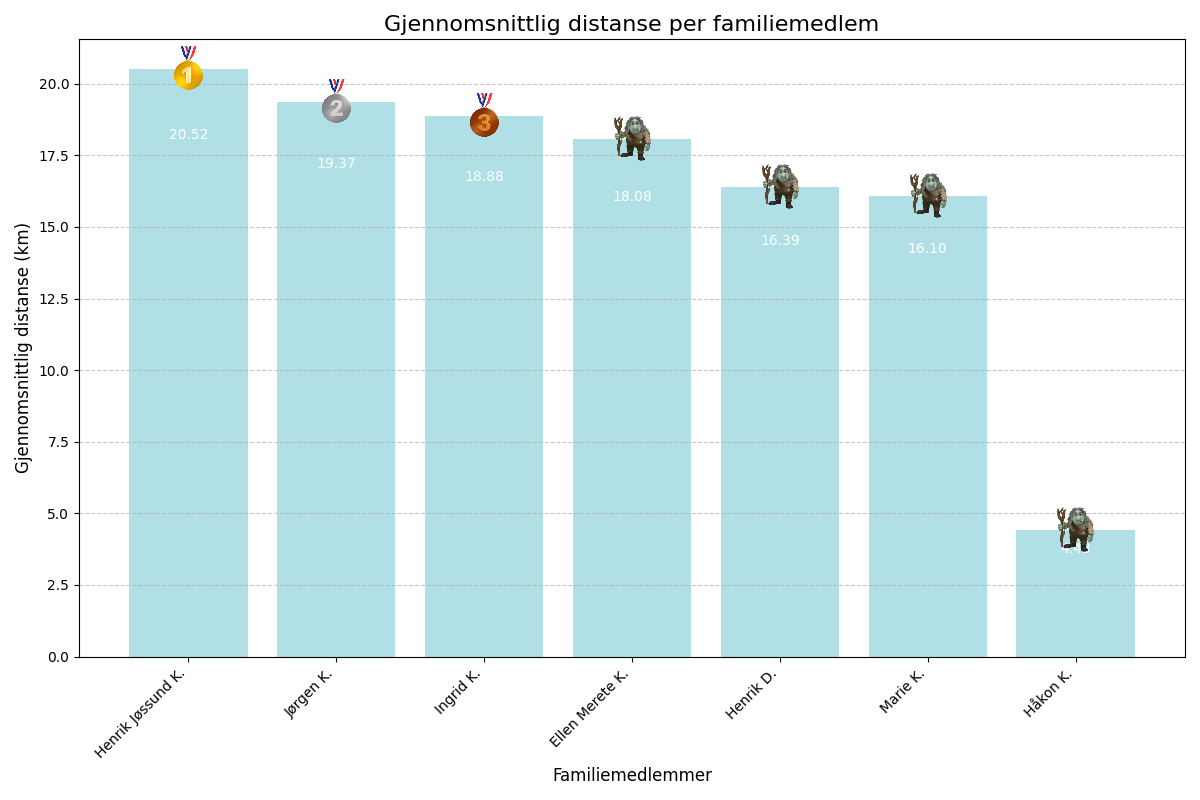 Gjennomsnittlig distanse per familiemedlem
Gjennomsnittlig distanse (km)
20.0
17.5
15.0
12.5
10.0
7.5
5.0
2.5
0.0
1
2
3
20.52
19.37
18.88
18.08
16.39
16.10
Henrik Jøssund K.
Jørgen K.
Ingrid K.
Ellen Merete K.
Henrik D.
Marie K.
Håkon K.
Familiemedlemmer